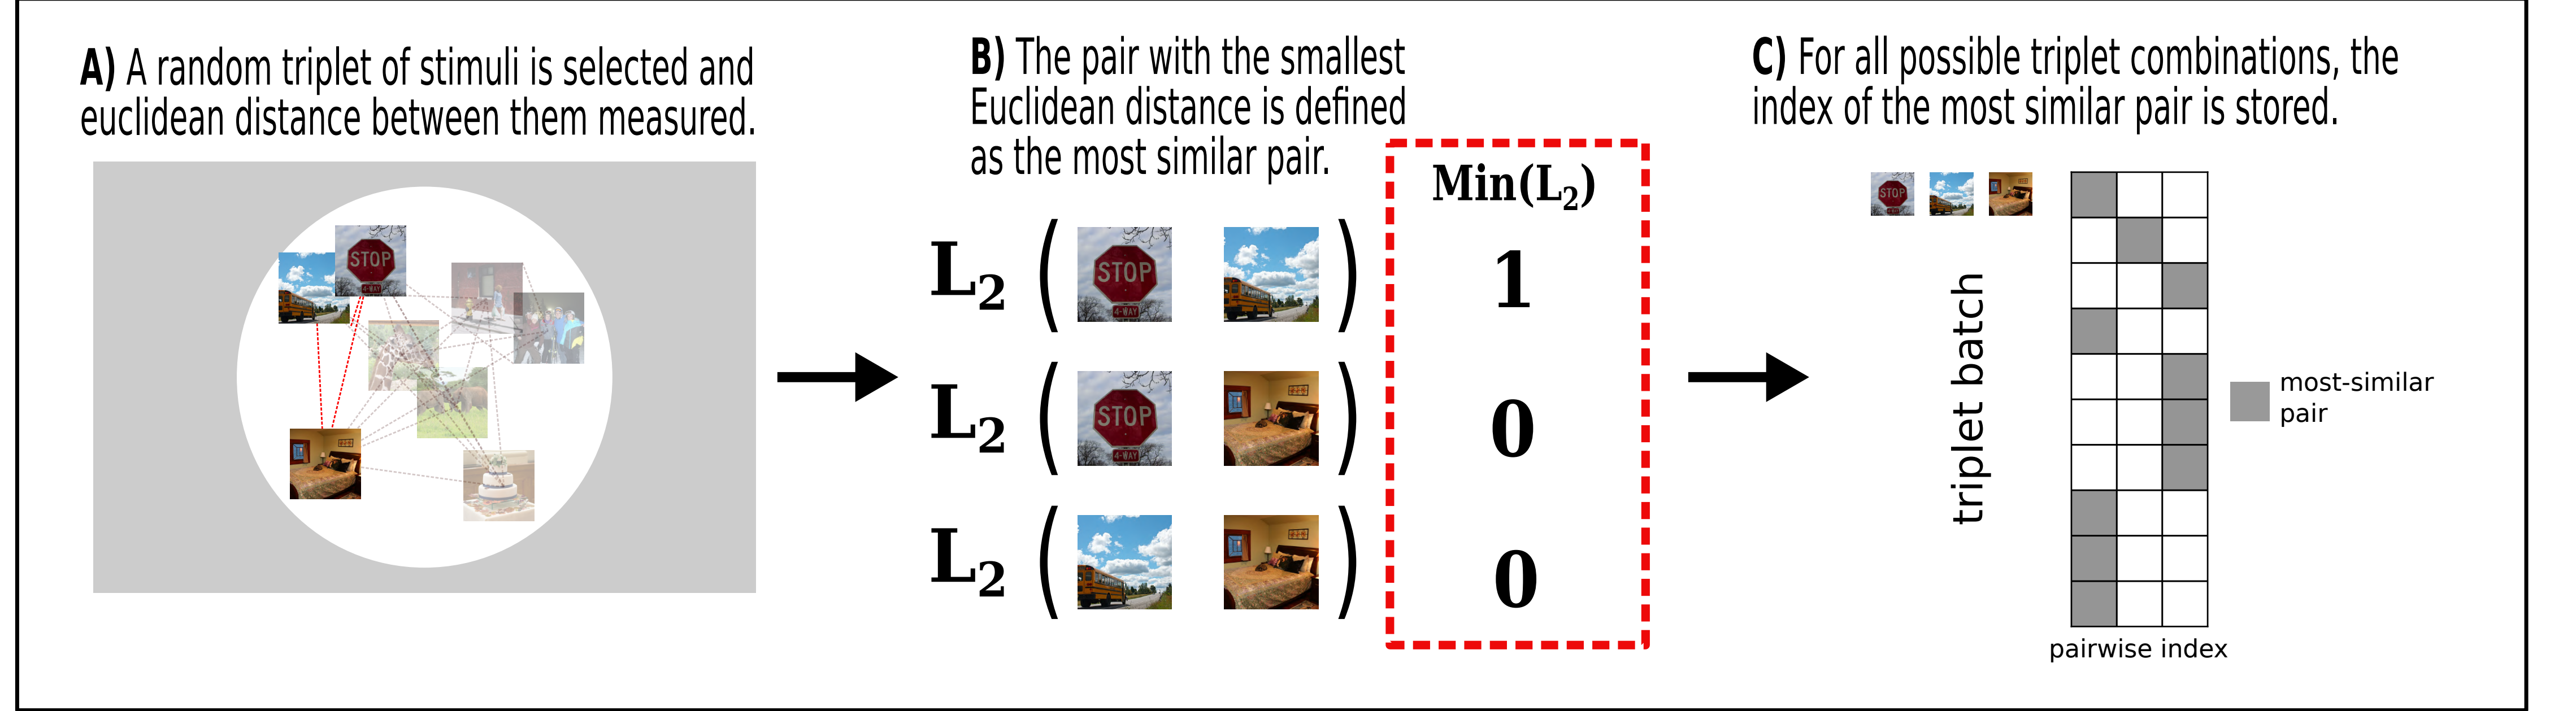 A) A random triplet of stimuli is selected and
euclidean distance between them measured.
STOP
4-WAY
B) The pair with the smallest
Euclidean distance is defined
as the most similar pair.
Min(L2)
L2 ( STOP 4-WAY ) 1
L2 ( STOP 4-WAY ) 0
L2 ( ) 0
C) For all possible triplet combinations, the
index of the most similar pair is stored.
STOP
triplet batch
most-similar
pair
pairwise index